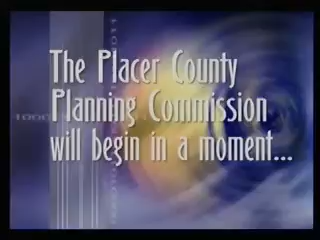 The Placer County
Planning Commission
will begin in a moment...